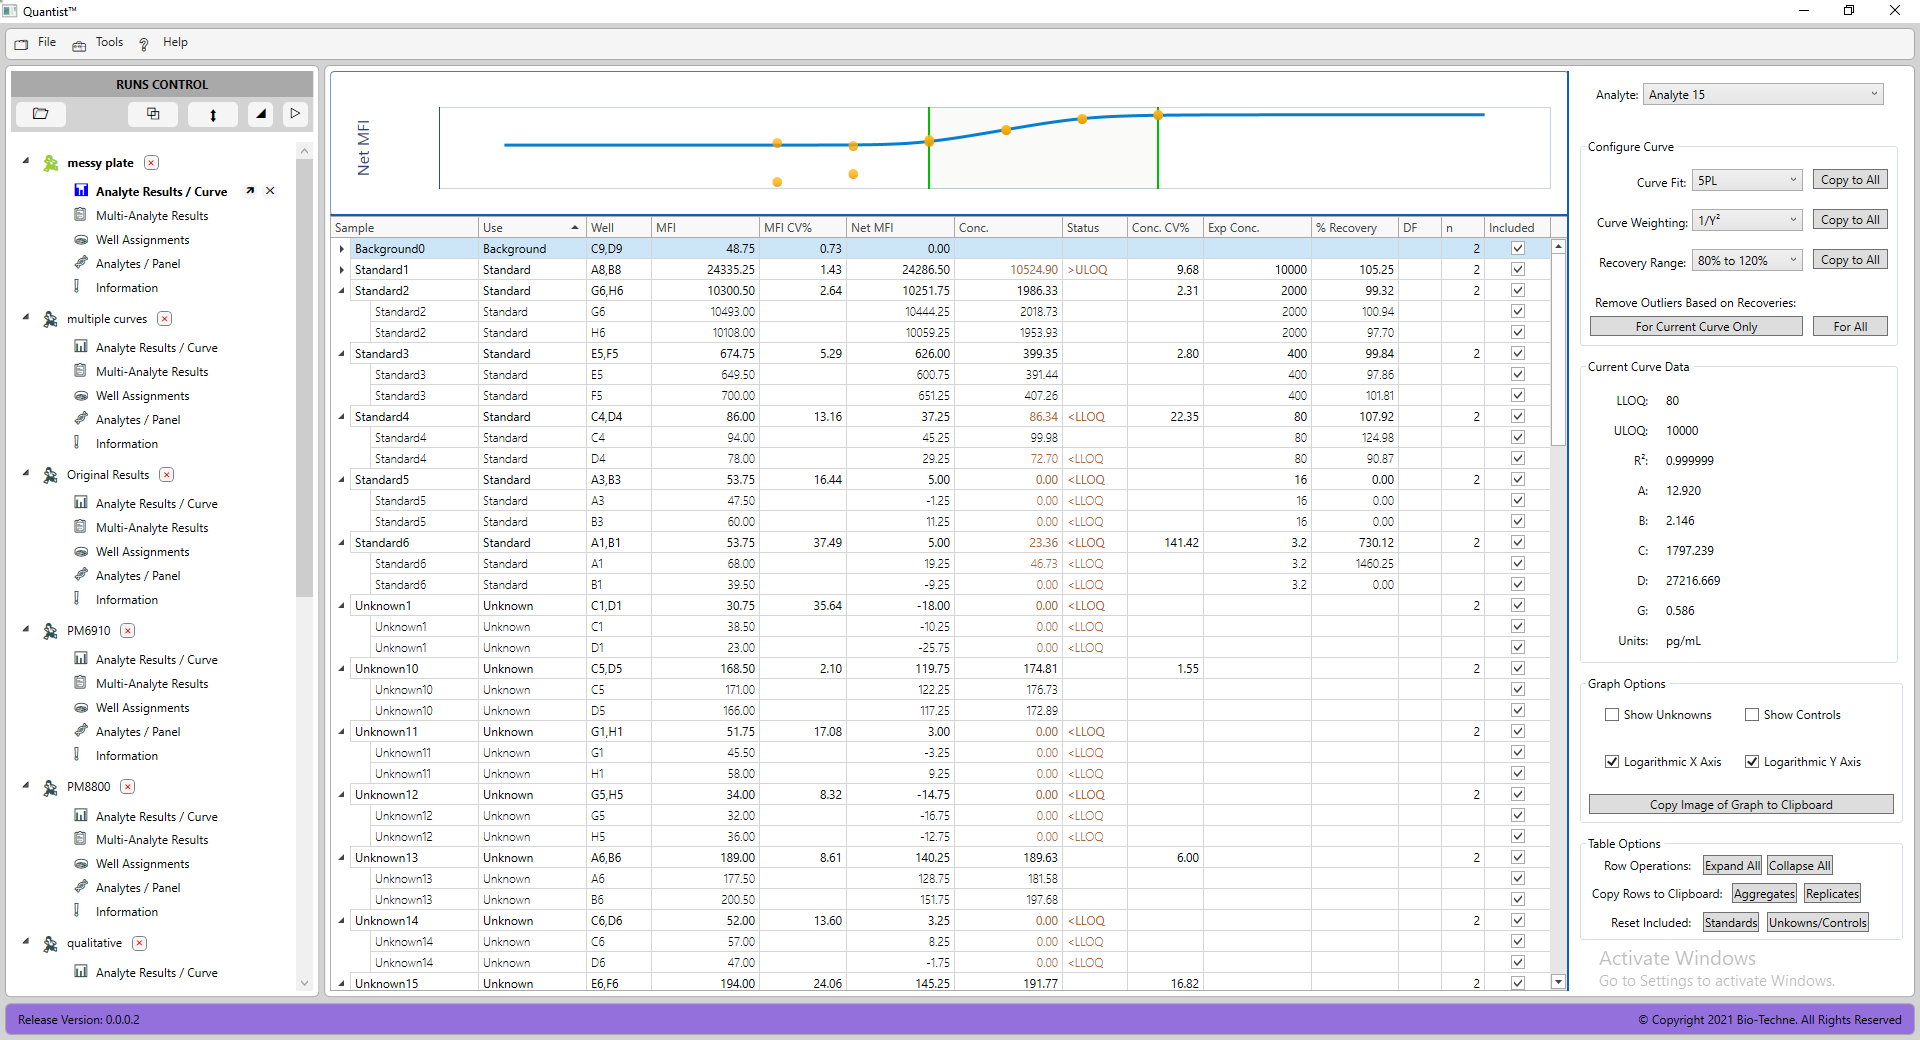 Quantist™
File Tools Help
RUNS CONTROL
messy plate
Analyte Results / Curve
Multi-Analyte Results
Well Assignments
Analytes / Panel
Information
multiple curves
Analyte Results / Curve
Multi-Analyte Results
Well Assignments
Analytes / Panel
Information
Original Results
Analyte Results / Curve
Multi-Analyte Results
Well Assignments
Analytes / Panel
Information
PM6910
Analyte Results / Curve
Multi-Analyte Results
Well Assignments
Analytes / Panel
Information
PM8800
Analyte Results / Curve
Multi-Analyte Results
Well Assignments
Analytes / Panel
Information
qualitative
Analyte Results / Curve
Net MFI
Sample Use Well MFI MFI CV% Net MFI Conc. Status Conc. CV% Exp Conc. % Recovery DF n Included
Background0 Background C9,D9 48.75 0.73 0.00 2
Standard1 Standard A8,B8 24335.25 1.43 24286.50 10524.90 >ULOQ 9.68 10000 105.25 2
Standard2 Standard G6,H6 10300.50 2.64 10251.75 1986.33 2.31 2000 99.32 2
Standard2 Standard G6 10493.00 10444.25 2018.73 2000 100.94
Standard2 Standard H6 10108.00 10059.25 1953.93 2000 97.70
Standard3 Standard E5,F5 674.75 5.29 626.00 399.35 2.80 400 99.84 2
Standard3 Standard E5 649.50 600.75 391.44 400 97.86
Standard3 Standard F5 700.00 651.25 407.26 400 101.81
Standard4 Standard C4,D4 86.00 13.16 37.25 86.34 <LLOQ 22.35 80 107.92 2
Standard4 Standard C4 94.00 45.25 99.98 80 124.98
Standard4 Standard D4 78.00 29.25 72.70 <LLOQ 80 90.87
Standard5 Standard A3,B3 53.75 16.44 5.00 0.00 <LLOQ 16 0.00 2
Standard5 Standard A3 47.50 -1.25 0.00 <LLOQ 16 0.00
Standard5 Standard B3 60.00 11.25 0.00 <LLOQ 16 0.00
Standard6 Standard A1,B1 53.75 37.49 5.00 23.36 <LLOQ 141.42 3.2 730.12 2
Standard6 Standard A1 68.00 19.25 46.73 <LLOQ 3.2 1460.25
Standard6 Standard B1 39.50 -9.25 0.00 <LLOQ 3.2 0.00
Unknown1 Unknown C1,D1 30.75 35.64 -18.00 0.00 <LLOQ 2
Unknown1 Unknown C1 38.50 -10.25 0.00 <LLOQ
Unknown1 Unknown D1 23.00 -25.75 0.00 <LLOQ
Unknown10 Unknown C5,D5 168.50 2.10 119.75 174.81 1.55 2
Unknown10 Unknown C5 171.00 122.25 176.73
Unknown10 Unknown D5 166.00 117.25 172.89
Unknown11 Unknown G1,H1 51.75 17.08 3.00 0.00 <LLOQ 2
Unknown11 Unknown G1 45.50 -3.25 0.00 <LLOQ
Unknown11 Unknown H1 58.00 9.25 0.00 <LLOQ
Unknown12 Unknown G5,H5 34.00 8.32 -14.75 0.00 <LLOQ 2
Unknown12 Unknown G5 32.00 -16.75 0.00 <LLOQ
Unknown12 Unknown H5 36.00 -12.75 0.00 <LLOQ
Unknown13 Unknown A6,B6 189.00 8.61 140.25 189.63 6.00 2
Unknown13 Unknown A6 177.50 128.75 181.58
Unknown13 Unknown B6 200.50 151.75 197.68
Unknown14 Unknown C6,D6 52.00 13.60 3.25 0.00 <LLOQ 2
Unknown14 Unknown C6 57.00 8.25 0.00 <LLOQ
Unknown14 Unknown D6 47.00 -1.75 0.00 <LLOQ
Unknown15 Unknown E6,F6 194.00 24.06 145.25 191.77 16.82 2
Analyte: Analyte 15
Configure Curve
Curve Fit: 5PL Copy to All
Curve Weighting: 1/Y² Copy to All
Recovery Range: 80% to 120% Copy to All
Remove Outliers Based on Recoveries:
For Current Curve Only For All
Current Curve Data
LLOQ: 80
ULOQ: 10000
R²: 0.999999
A: 12.920
B: 2.146
C: 1797.239
D: 27216.669
G: 0.586
Units: pg/mL
Graph Options
Show Unknowns Show Controls
Logarithmic X Axis Logarithmic Y Axis
Copy Image of Graph to Clipboard
Table Options
Row Operations: Expand All Collapse All
Copy Rows to Clipboard: Aggregates Replicates
Reset Included: Standards Unkowns/Controls
Activate Windows
Go to Settings to activate Windows.
Release Version: 0.0.0.2
© Copyright 2021 Bio-Techne. All Rights Reserved